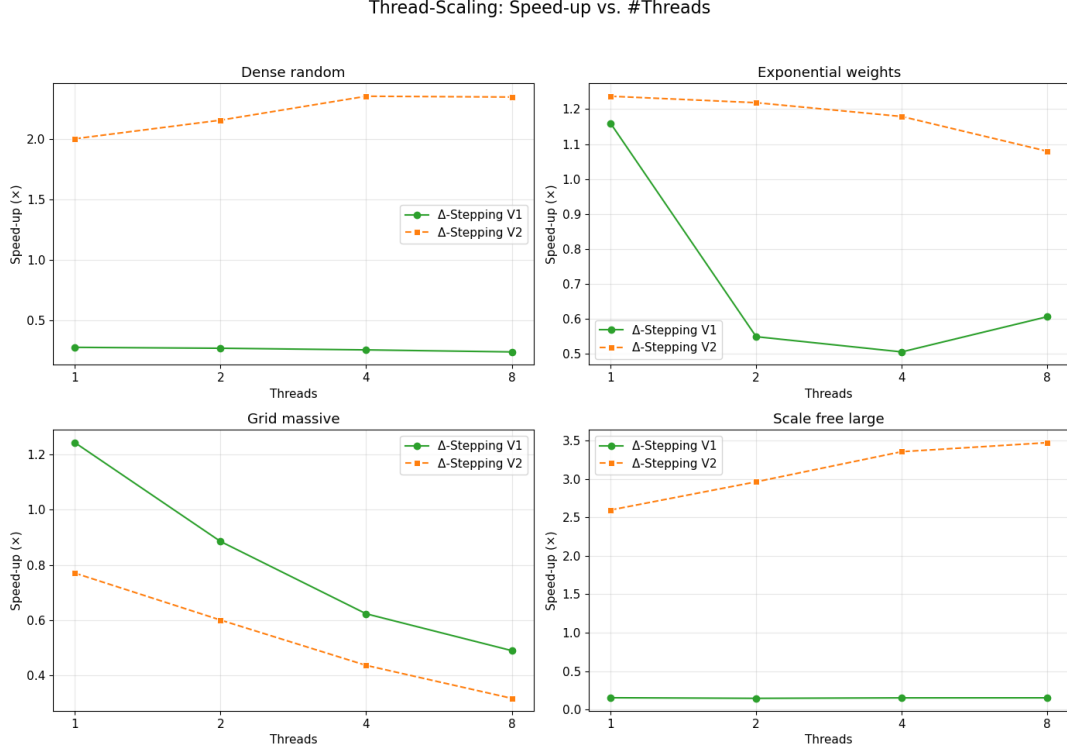 Thread-Scaling: Speed-up vs. #Threads
Dense random
Speed-up (×)
2.0
1.5
1.0
0.5
Δ-Stepping V1
Δ-Stepping V2
1 2 4 8
Threads
Exponential weights
Speed-up (×)
1.2
1.1
1.0
0.9
0.8
0.7
0.6
0.5
Δ-Stepping V1
Δ-Stepping V2
1 2 4 8
Threads
Grid massive
Speed-up (×)
1.2
1.0
0.8
0.6
0.4
Δ-Stepping V1
Δ-Stepping V2
1 2 4 8
Threads
Scale free large
Speed-up (×)
3.5
3.0
2.5
2.0
1.5
1.0
0.5
0.0
Δ-Stepping V1
Δ-Stepping V2
1 2 4 8
Threads